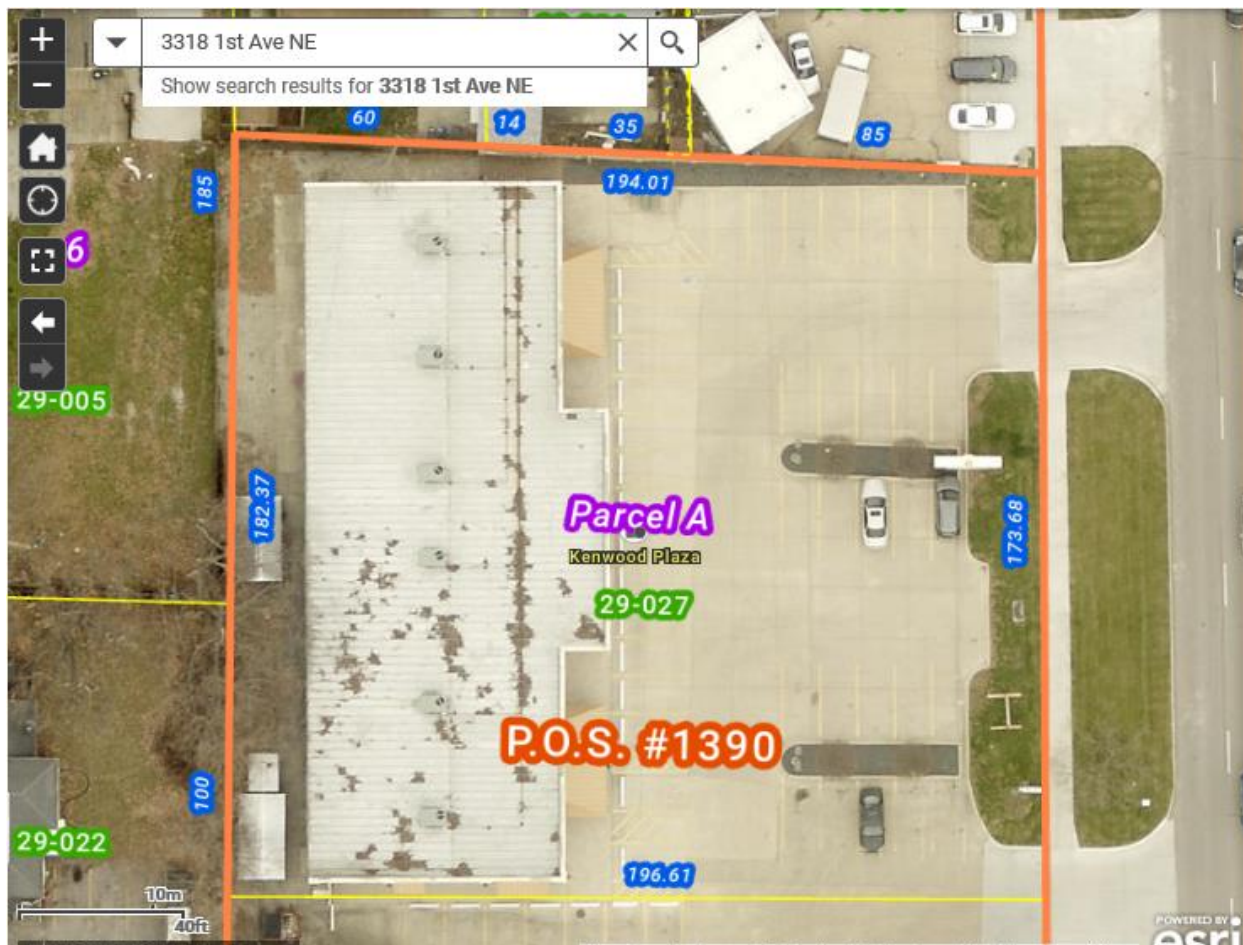 3318 1st Ave NE
Show search results for 3318 1st Ave NE
60
14
35
85
185
194.01
6
29-005
182.37
Parcel A
Kenwood Plaza
173.68
29-027
P.O.S. #1390
100
29-022
196.61
10m
40ft
POWERED BY
esri